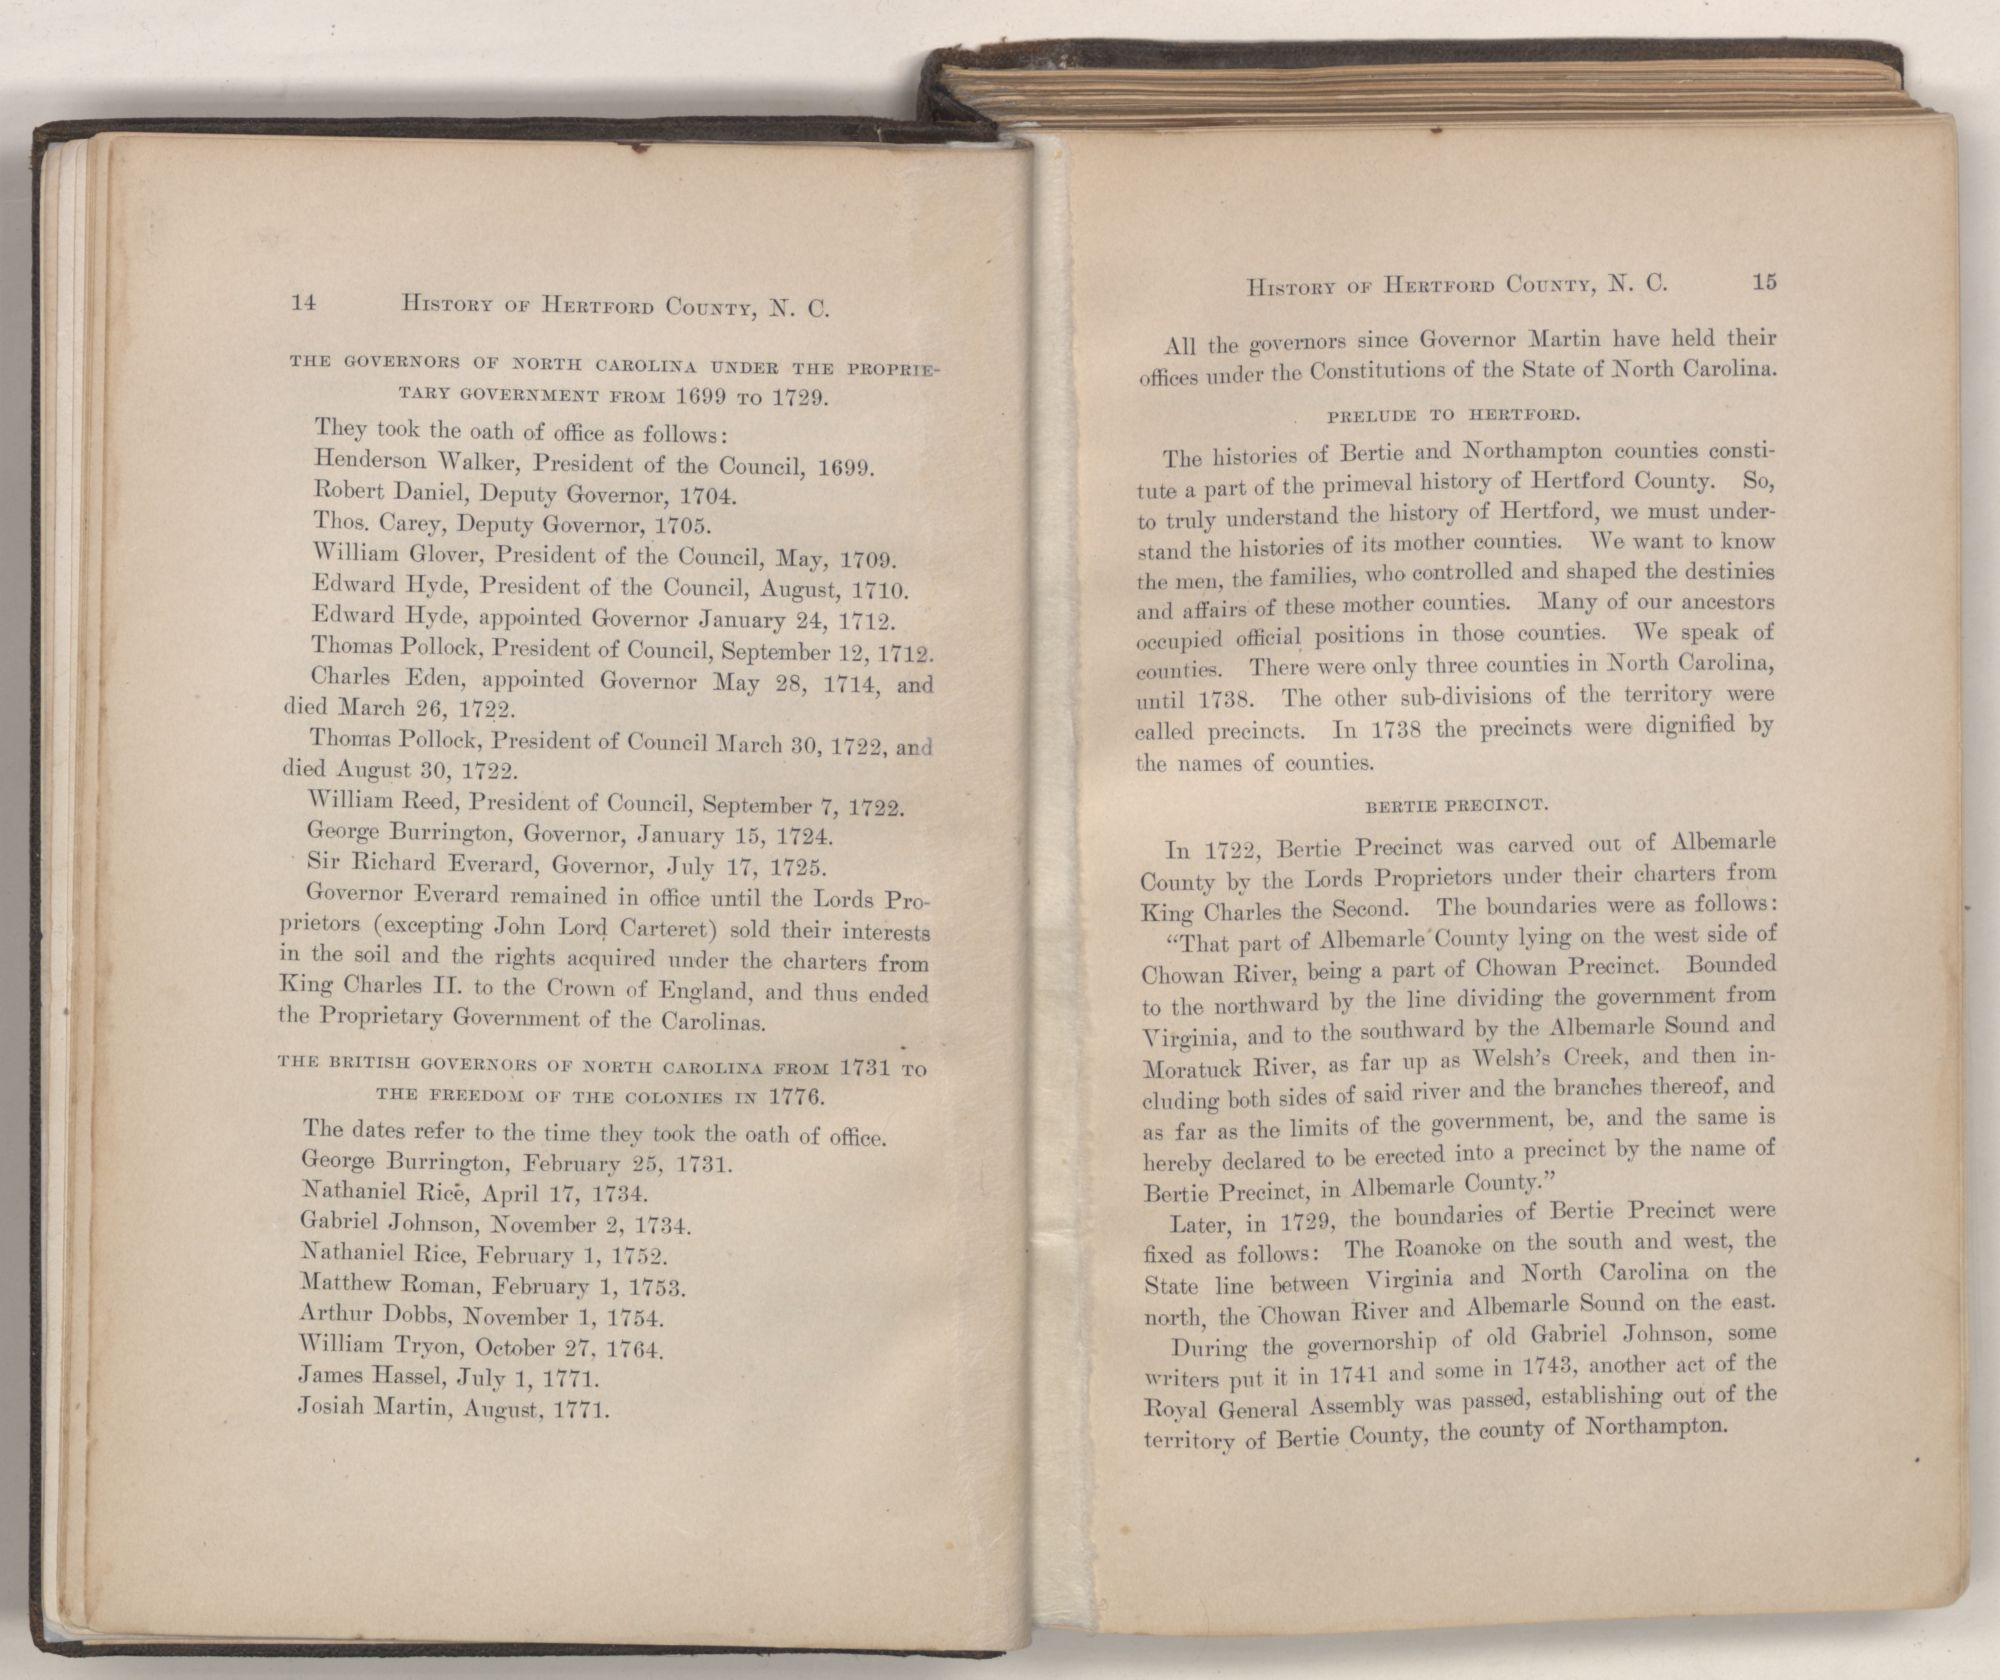 14 History of Hertford County, N. C.
THE GOVERNORS OF NORTH CAROLINA UNDER THE PROPRIE-
TARY GOVERNMENT FROM 1699 TO 1729.
They took the oath of office as follows:
Henderson Walker, President of the Council, 1699.
Robert Daniel, Deputy Governor, 1704.
Thos. Carey, Deputy Governor, 1705.
William Glover, President of the Council, May, 1709.
Edward Hyde, President of the Council, August, 1710.
Edward Hyde, appointed Governor January 24, 1712.
Thomas Pollock, President of Council, September 12, 1712.
Charles Eden, appointed Governor May 28, 1714, and
died March 26, 1722.
Thomas Pollock, President of Council March 30, 1722, and
died August 30, 1722.
William Reed, President of Council, September 7, 1722.
George Burrington, Governor, January 15, 1724.
Sir Richard Everard, Governor, July 17, 1725.
Governor Everard remained in office until the Lords Pro-
prietors (excepting John Lord Carteret) sold their interests
in the soil and the rights acquired under the charters from
King Charles II. to the Crown of England, and thus ended
the Proprietary Government of the Carolinas.
THE BRITISH GOVERNORS OF NORTH CAROLINA FROM 1731 TO
THE FREEDOM OF THE COLONIES IN 1776.
The dates refer to the time they took the oath of office.
George Burrington, February 25, 1731.
Nathaniel Rice, April 17, 1734.
Gabriel Johnson, November 2, 1734.
Nathaniel Rice, February 1, 1752.
Matthew Roman, February 1, 1753.
Arthur Dobbs, November 1, 1754.
William Tryon, October 27, 1764.
James Hassel, July 1, 1771.
Josiah Martin, August, 1771.
History of Hertford County, N. C. 15
All the governors since Governor Martin have held their
offices under the Constitutions of the State of North Carolina.
PRELUDE TO HERTFORD.
The histories of Bertie and Northampton counties consti-
tute a part of the primeval history of Hertford County. So,
to truly understand the history of Hertford, we must under-
stand the histories of its mother counties. We want to know
the men, the families, who controlled and shaped the destinies
and affairs of these mother counties. Many of our ancestors
occupied official positions in those counties. We speak of
counties. There were only three counties in North Carolina,
until 1738. The other sub-divisions of the territory were
called precincts. In 1738 the precincts were dignified by
the names of counties.
BERTIE PRECINCT.
In 1722, Bertie Precinct was carved out of Albemarle
County by the Lords Proprietors under their charters from
King Charles the Second. The boundaries were as follows:
"That part of Albemarle County lying on the west side of
Chowan River, being a part of Chowan Precinct. Bounded
to the northward by the line dividing the government from
Virginia, and to the southward by the Albemarle Sound and
Moratuck River, as far up as Welsh's Creek, and then in-
cluding both sides of said river and the branches thereof, and
as far as the limits of the government, be, and the same is
hereby declared to be erected into a precinct by the name of
Bertie Precinct, in Albemarle County."
Later, in 1729, the boundaries of Bertie Precinct were
fixed as follows: The Roanoke on the south and west, the
State line between Virginia and North Carolina on the
north, the Chowan River and Albemarle Sound on the east.
During the governorship of old Gabriel Johnson, some
writers put it in 1741 and some in 1743, another act of the
Royal General Assembly was passed, establishing out of the
territory of Bertie County, the county of Northampton.